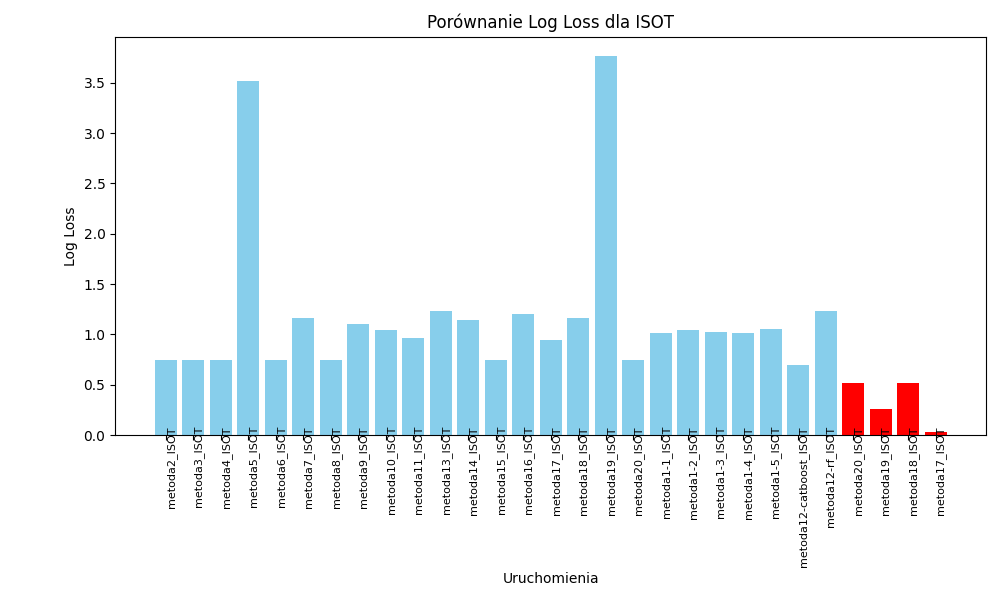 Porównanie Log Loss dla ISOT
Log Loss
3.5
3.0
2.5
2.0
1.5
1.0
0.5
0.0
metoda2_ISOT
metoda3_ISOT
metoda4_ISOT
metoda5_ISOT
metoda6_ISOT
metoda7_ISOT
metoda8_ISOT
metoda9_ISOT
metoda10_ISOT
metoda11_ISOT
metoda13_ISOT
metoda14_ISOT
metoda15_ISOT
metoda16_ISOT
metoda17_ISOT
metoda18_ISOT
metoda19_ISOT
metoda20_ISOT
metoda1-1_ISOT
metoda1-2_ISOT
metoda1-3_ISOT
metoda1-4_ISOT
metoda1-5_ISOT
metoda12-catboost_ISOT
metoda12-rf_ISOT
metoda20_ISOT
metoda19_ISOT
metoda18_ISOT
metoda17_ISOT
Uruchomienia